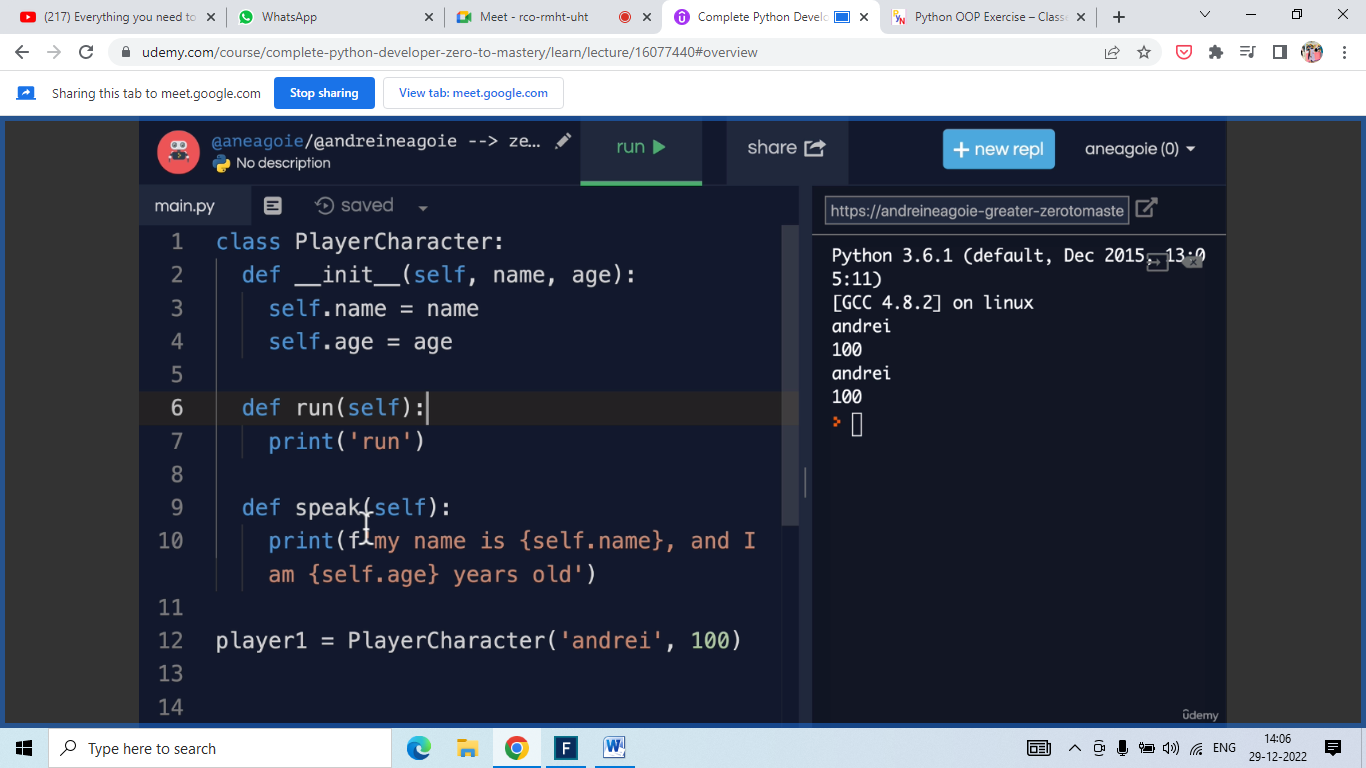 (217) Everything you need to
WhatsApp
Meet - rco-rmht-uht
Complete Python Develo
Python OOP Exercise – Classe
udemy.com/course/complete-python-developer-zero-to-mastery/learn/lecture/16077440#overview
Sharing this tab to meet.google.com
Stop sharing
View tab: meet.google.com
@aneagoie/@andreineagoie --> ze...
No description
run
share
+ new repl
aneagoie (0)
main.py
saved
https://andreineagoie-greater-zerotomaste
1 class PlayerCharacter:
2 def __init__(self, name, age):
3 self.name = name
4 self.age = age
5
6 def run(self):
7 print('run')
8
9 def speak(self):
10 print(f'my name is {self.name}, and I
am {self.age} years old')
11
12 player1 = PlayerCharacter('andrei', 100)
13
14
Python 3.6.1 (default, Dec 2015, 13:0
5:11)
[GCC 4.8.2] on linux
andrei
100
andrei
100
>
udemy
Type here to search
F
W
ENG
14:06
29-12-2022